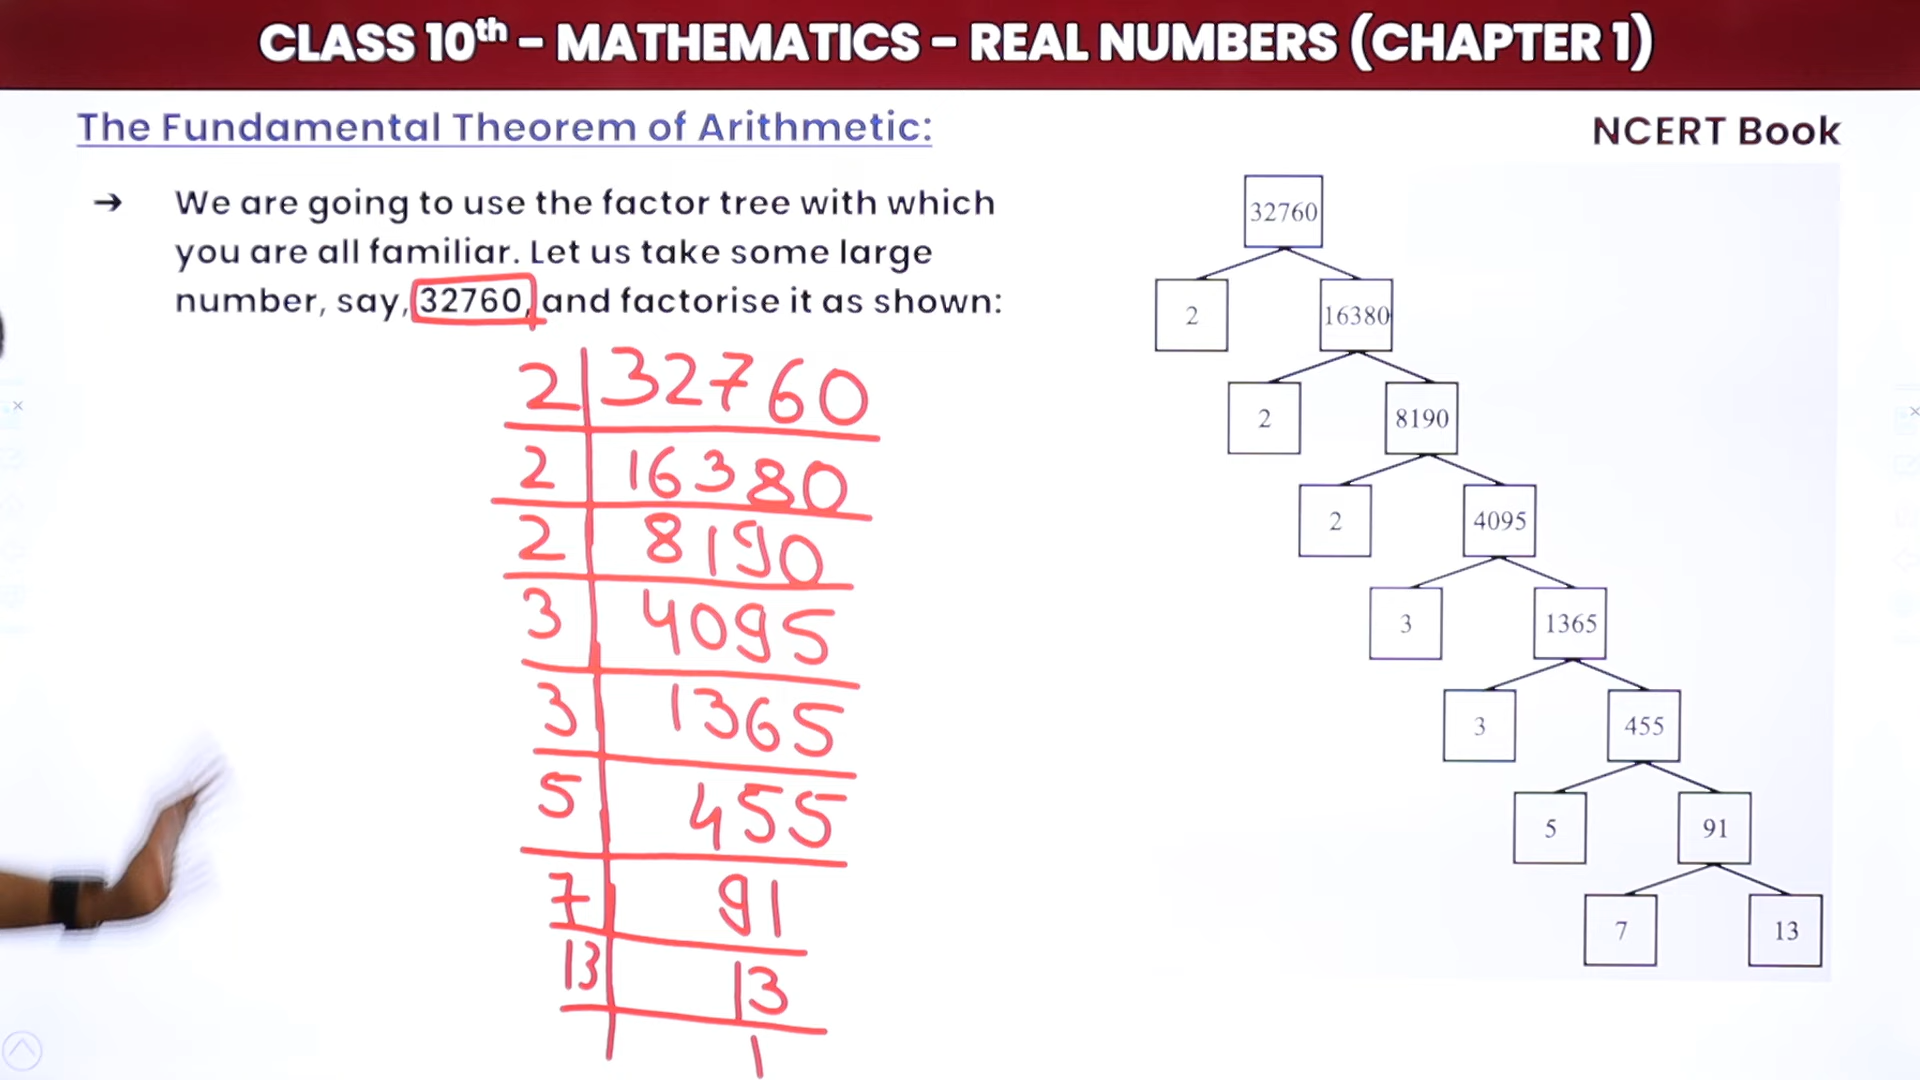 CLASS 10th – MATHEMATICS – REAL NUMBERS (CHAPTER 1)
The Fundamental Theorem of Arithmetic:
NCERT Book
→ We are going to use the factor tree with which
you are all familiar. Let us take some large
number, say, 32760, and factorise it as shown:
2 | 32760
2 | 16380
2 | 8190
3 | 4095
3 | 1365
5 | 455
7 | 91
13 | 13
1
32760
2 16380
2 8190
2 4095
3 1365
3 455
5 91
7 13